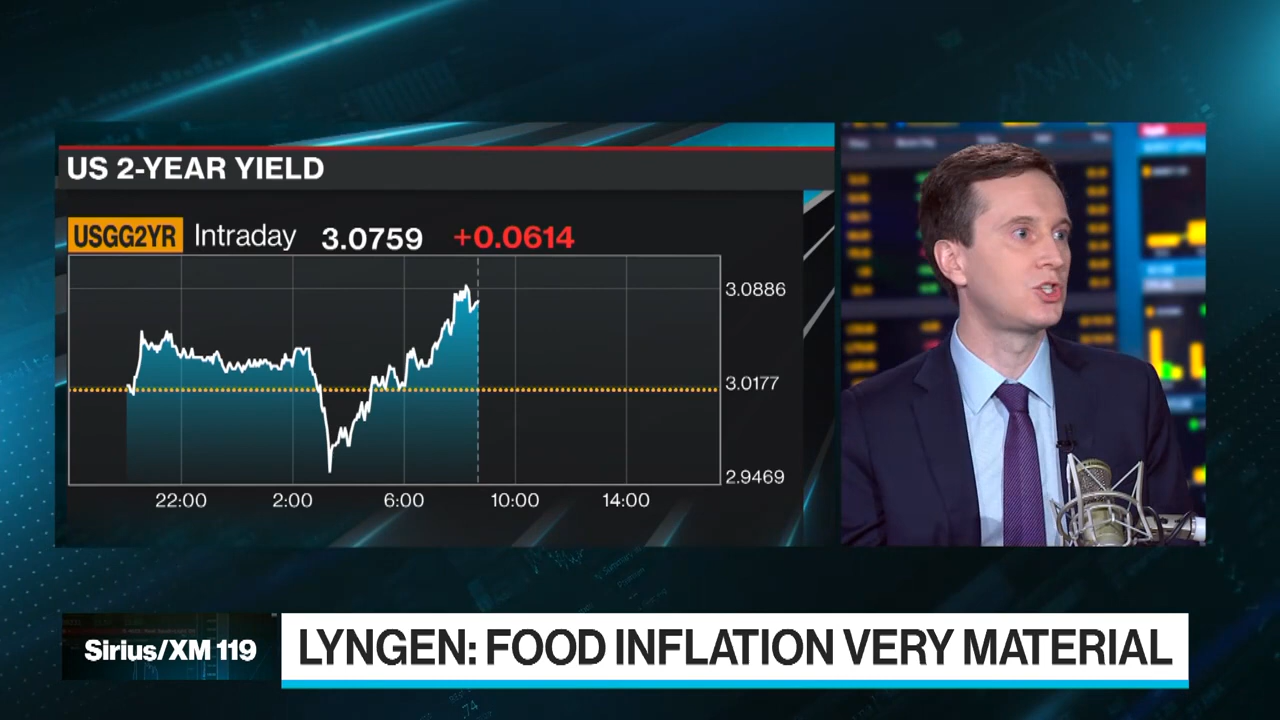 US 2-YEAR YIELD
USGG2YR Intraday 3.0759 +0.0614
3.0886
3.0177
2.9469
22:00 2:00 6:00 10:00 14:00
Sirius/XM 119
LYNGEN: FOOD INFLATION VERY MATERIAL